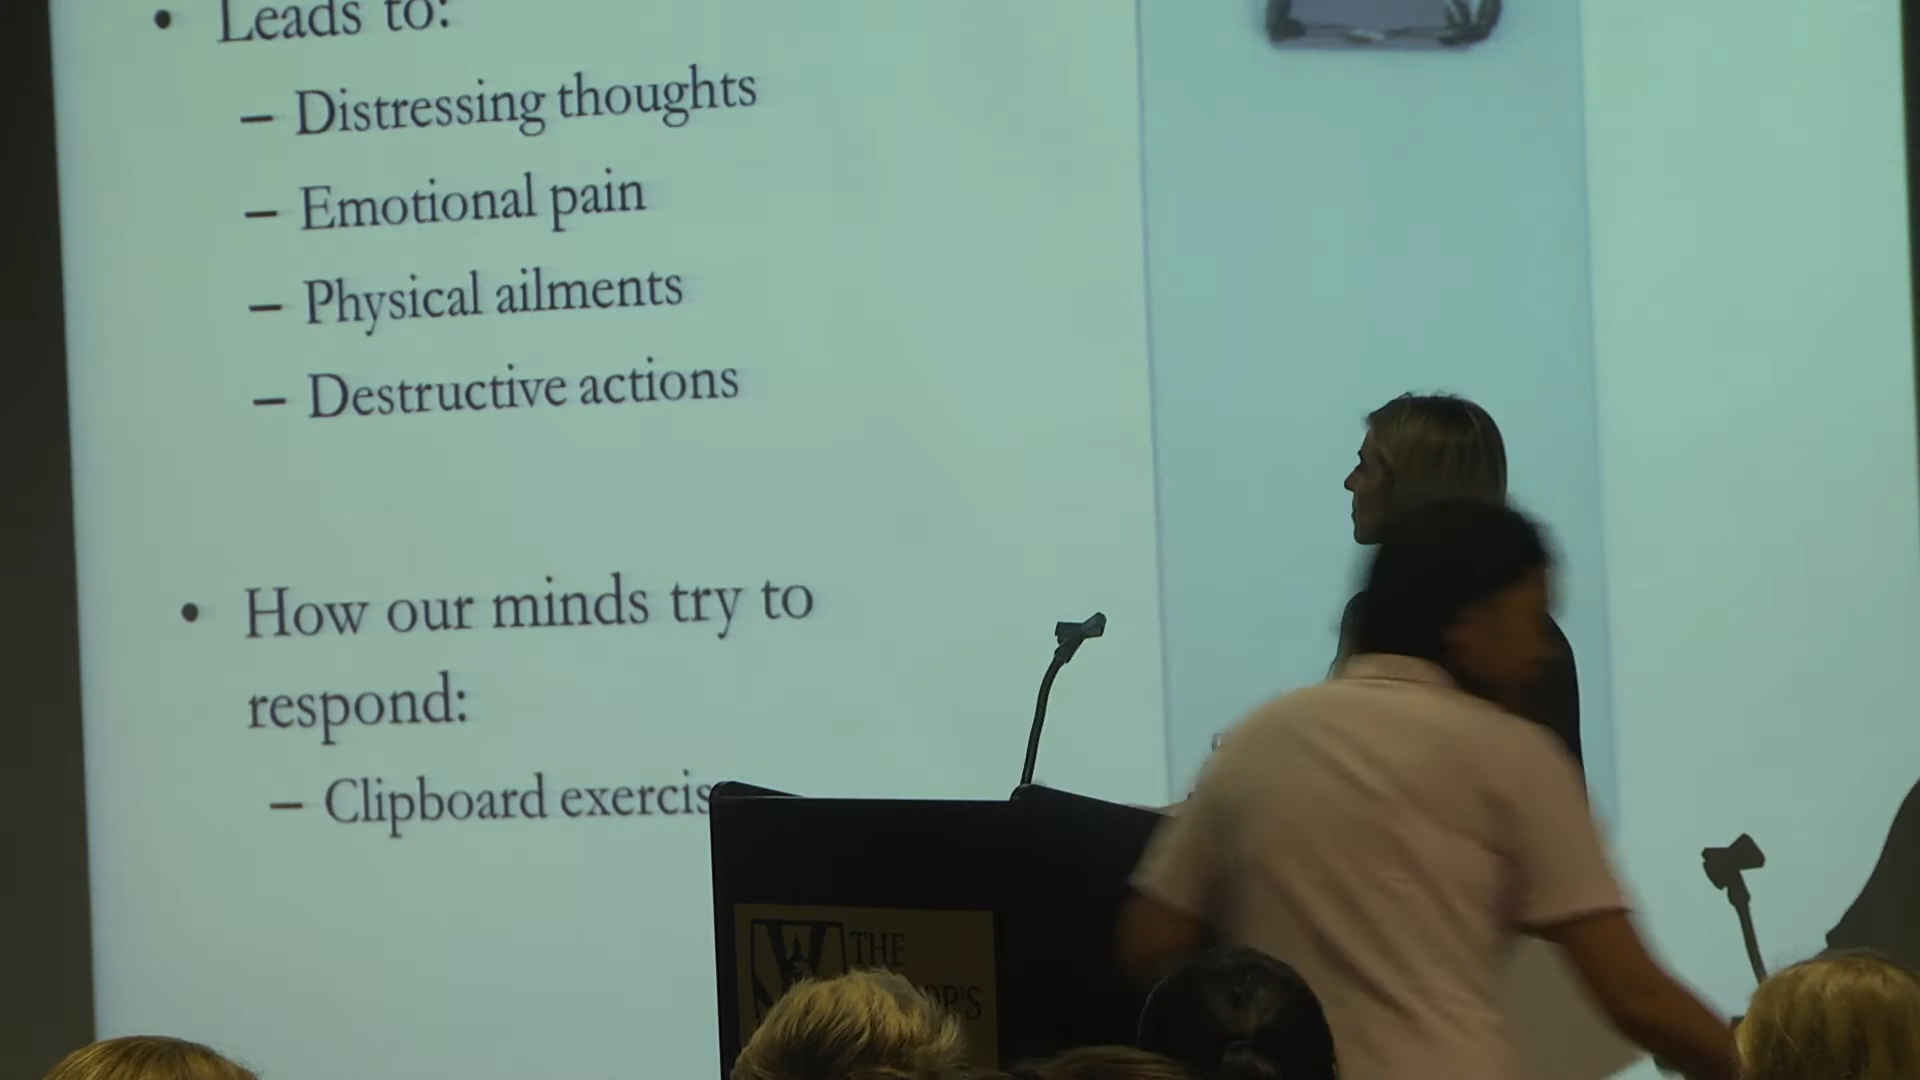 • Leads to:
– Distressing thoughts
– Emotional pain
– Physical ailments
– Destructive actions
• How our minds try to
respond:
– Clipboard exercis
THE
OP'S